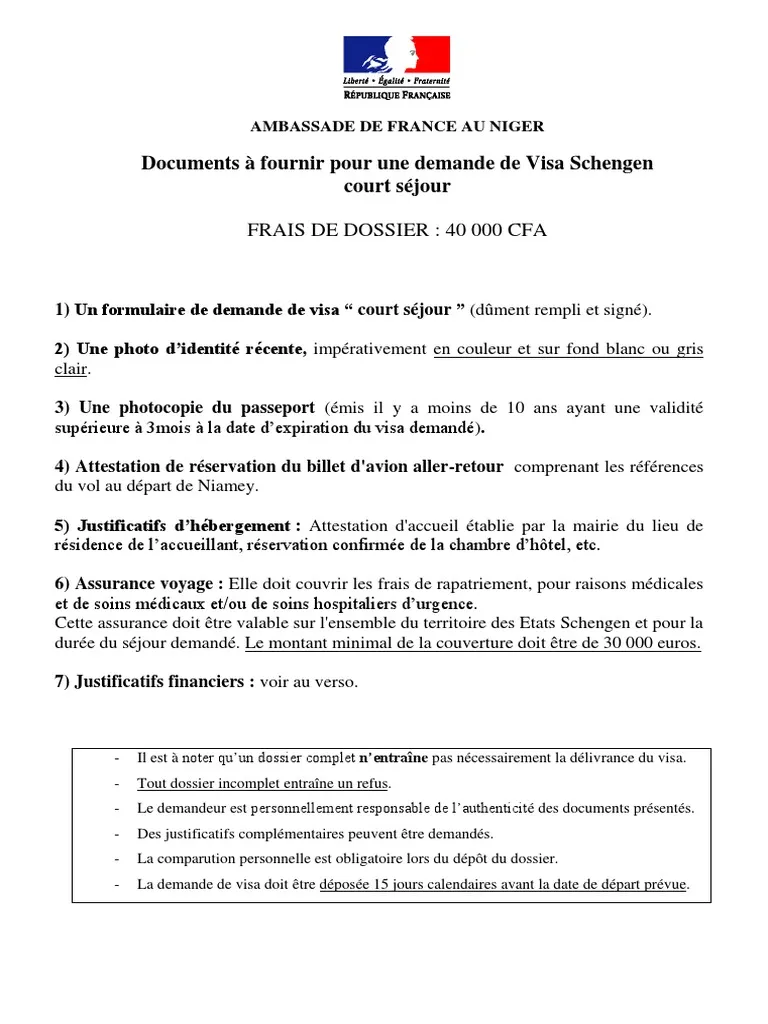 Liberté • Égalité • Fraternité
RÉPUBLIQUE FRANÇAISE
AMBASSADE DE FRANCE AU NIGER
Documents à fournir pour une demande de Visa Schengen
court séjour
FRAIS DE DOSSIER : 40 000 CFA
1) Un formulaire de demande de visa “ court séjour ” (dûment rempli et signé).
2) Une photo d’identité récente, impérativement en couleur et sur fond blanc ou gris
clair.
3) Une photocopie du passeport (émis il y a moins de 10 ans ayant une validité
supérieure à 3mois à la date d’expiration du visa demandé).
4) Attestation de réservation du billet d'avion aller-retour comprenant les références
du vol au départ de Niamey.
5) Justificatifs d’hébergement : Attestation d'accueil établie par la mairie du lieu de
résidence de l’accueillant, réservation confirmée de la chambre d’hôtel, etc.
6) Assurance voyage : Elle doit couvrir les frais de rapatriement, pour raisons médicales
et de soins médicaux et/ou de soins hospitaliers d’urgence.
Cette assurance doit être valable sur l'ensemble du territoire des Etats Schengen et pour la
durée du séjour demandé. Le montant minimal de la couverture doit être de 30 000 euros.
7) Justificatifs financiers : voir au verso.
- Il est à noter qu’un dossier complet n’entraîne pas nécessairement la délivrance du visa.
- Tout dossier incomplet entraîne un refus.
- Le demandeur est personnellement responsable de l’authenticité des documents présentés.
- Des justificatifs complémentaires peuvent être demandés.
- La comparution personnelle est obligatoire lors du dépôt du dossier.
- La demande de visa doit être déposée 15 jours calendaires avant la date de départ prévue.